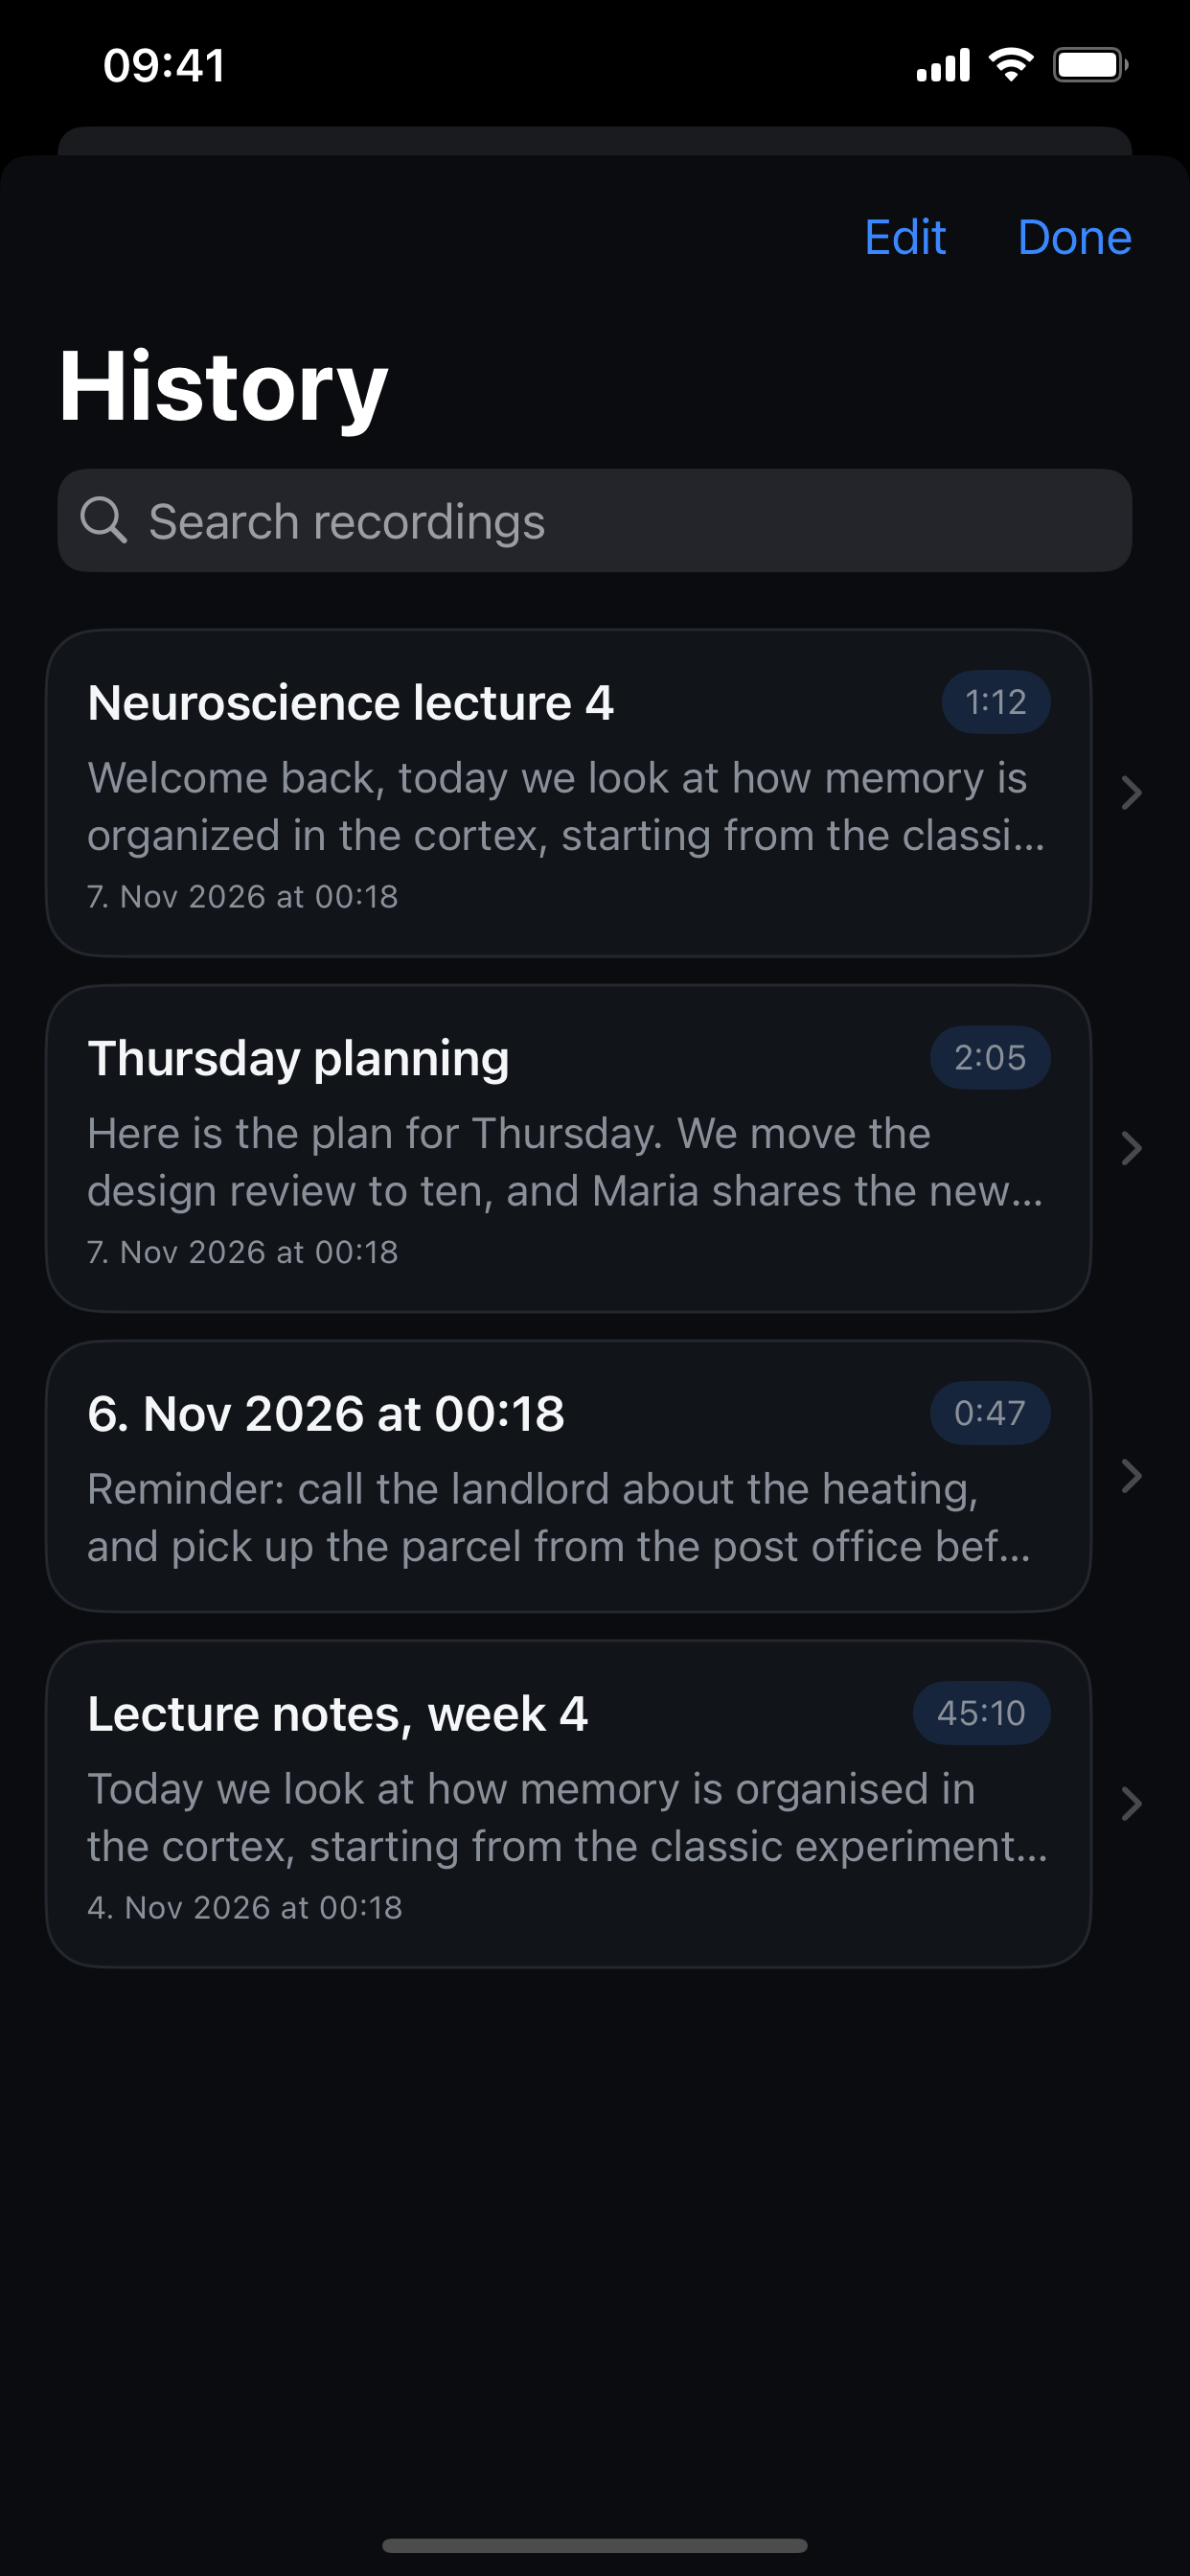 09:41
Edit Done
History
Search recordings
Neuroscience lecture 4 1:12
Welcome back, today we look at how memory is
organized in the cortex, starting from the classi...
7. Nov 2026 at 00:18
Thursday planning 2:05
Here is the plan for Thursday. We move the
design review to ten, and Maria shares the new...
7. Nov 2026 at 00:18
6. Nov 2026 at 00:18 0:47
Reminder: call the landlord about the heating,
and pick up the parcel from the post office bef...
Lecture notes, week 4 45:10
Today we look at how memory is organised in
the cortex, starting from the classic experiment...
4. Nov 2026 at 00:18